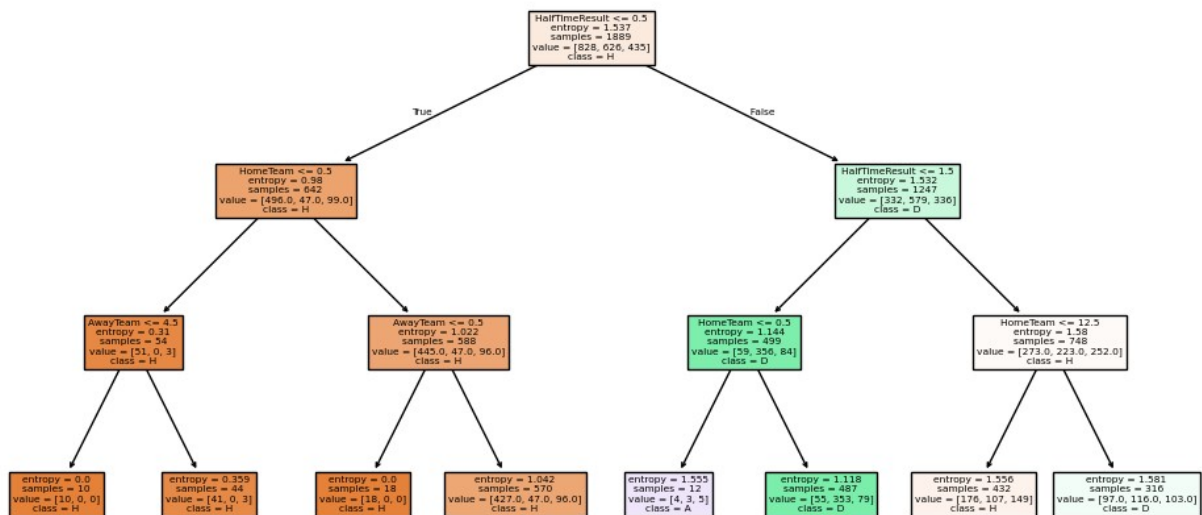 HalfTimeResult <= 0.5
entropy = 1.537
samples = 1889
value = [828, 626, 435]
class = H
True
False
HomeTeam <= 0.5
entropy = 0.98
samples = 642
value = [496.0, 47.0, 99.0]
class = H
HalfTimeResult <= 1.5
entropy = 1.532
samples = 1247
value = [332, 579, 336]
class = D
AwayTeam <= 4.5
entropy = 0.31
samples = 54
value = [51, 0, 3]
class = H
AwayTeam <= 0.5
entropy = 1.022
samples = 588
value = [445.0, 47.0, 96.0]
class = H
HomeTeam <= 0.5
entropy = 1.144
samples = 499
value = [59, 356, 84]
class = D
HomeTeam <= 12.5
entropy = 1.58
samples = 748
value = [273.0, 223.0, 252.0]
class = H
entropy = 0.0
samples = 10
value = [10, 0, 0]
class = H
entropy = 0.359
samples = 44
value = [41, 0, 3]
class = H
entropy = 0.0
samples = 18
value = [18, 0, 0]
class = H
entropy = 1.042
samples = 570
value = [427.0, 47.0, 96.0]
class = H
entropy = 1.555
samples = 12
value = [4, 3, 5]
class = A
entropy = 1.118
samples = 487
value = [55, 353, 79]
class = D
entropy = 1.556
samples = 432
value = [176, 107, 149]
class = H
entropy = 1.581
samples = 316
value = [97.0, 116.0, 103.0]
class = D